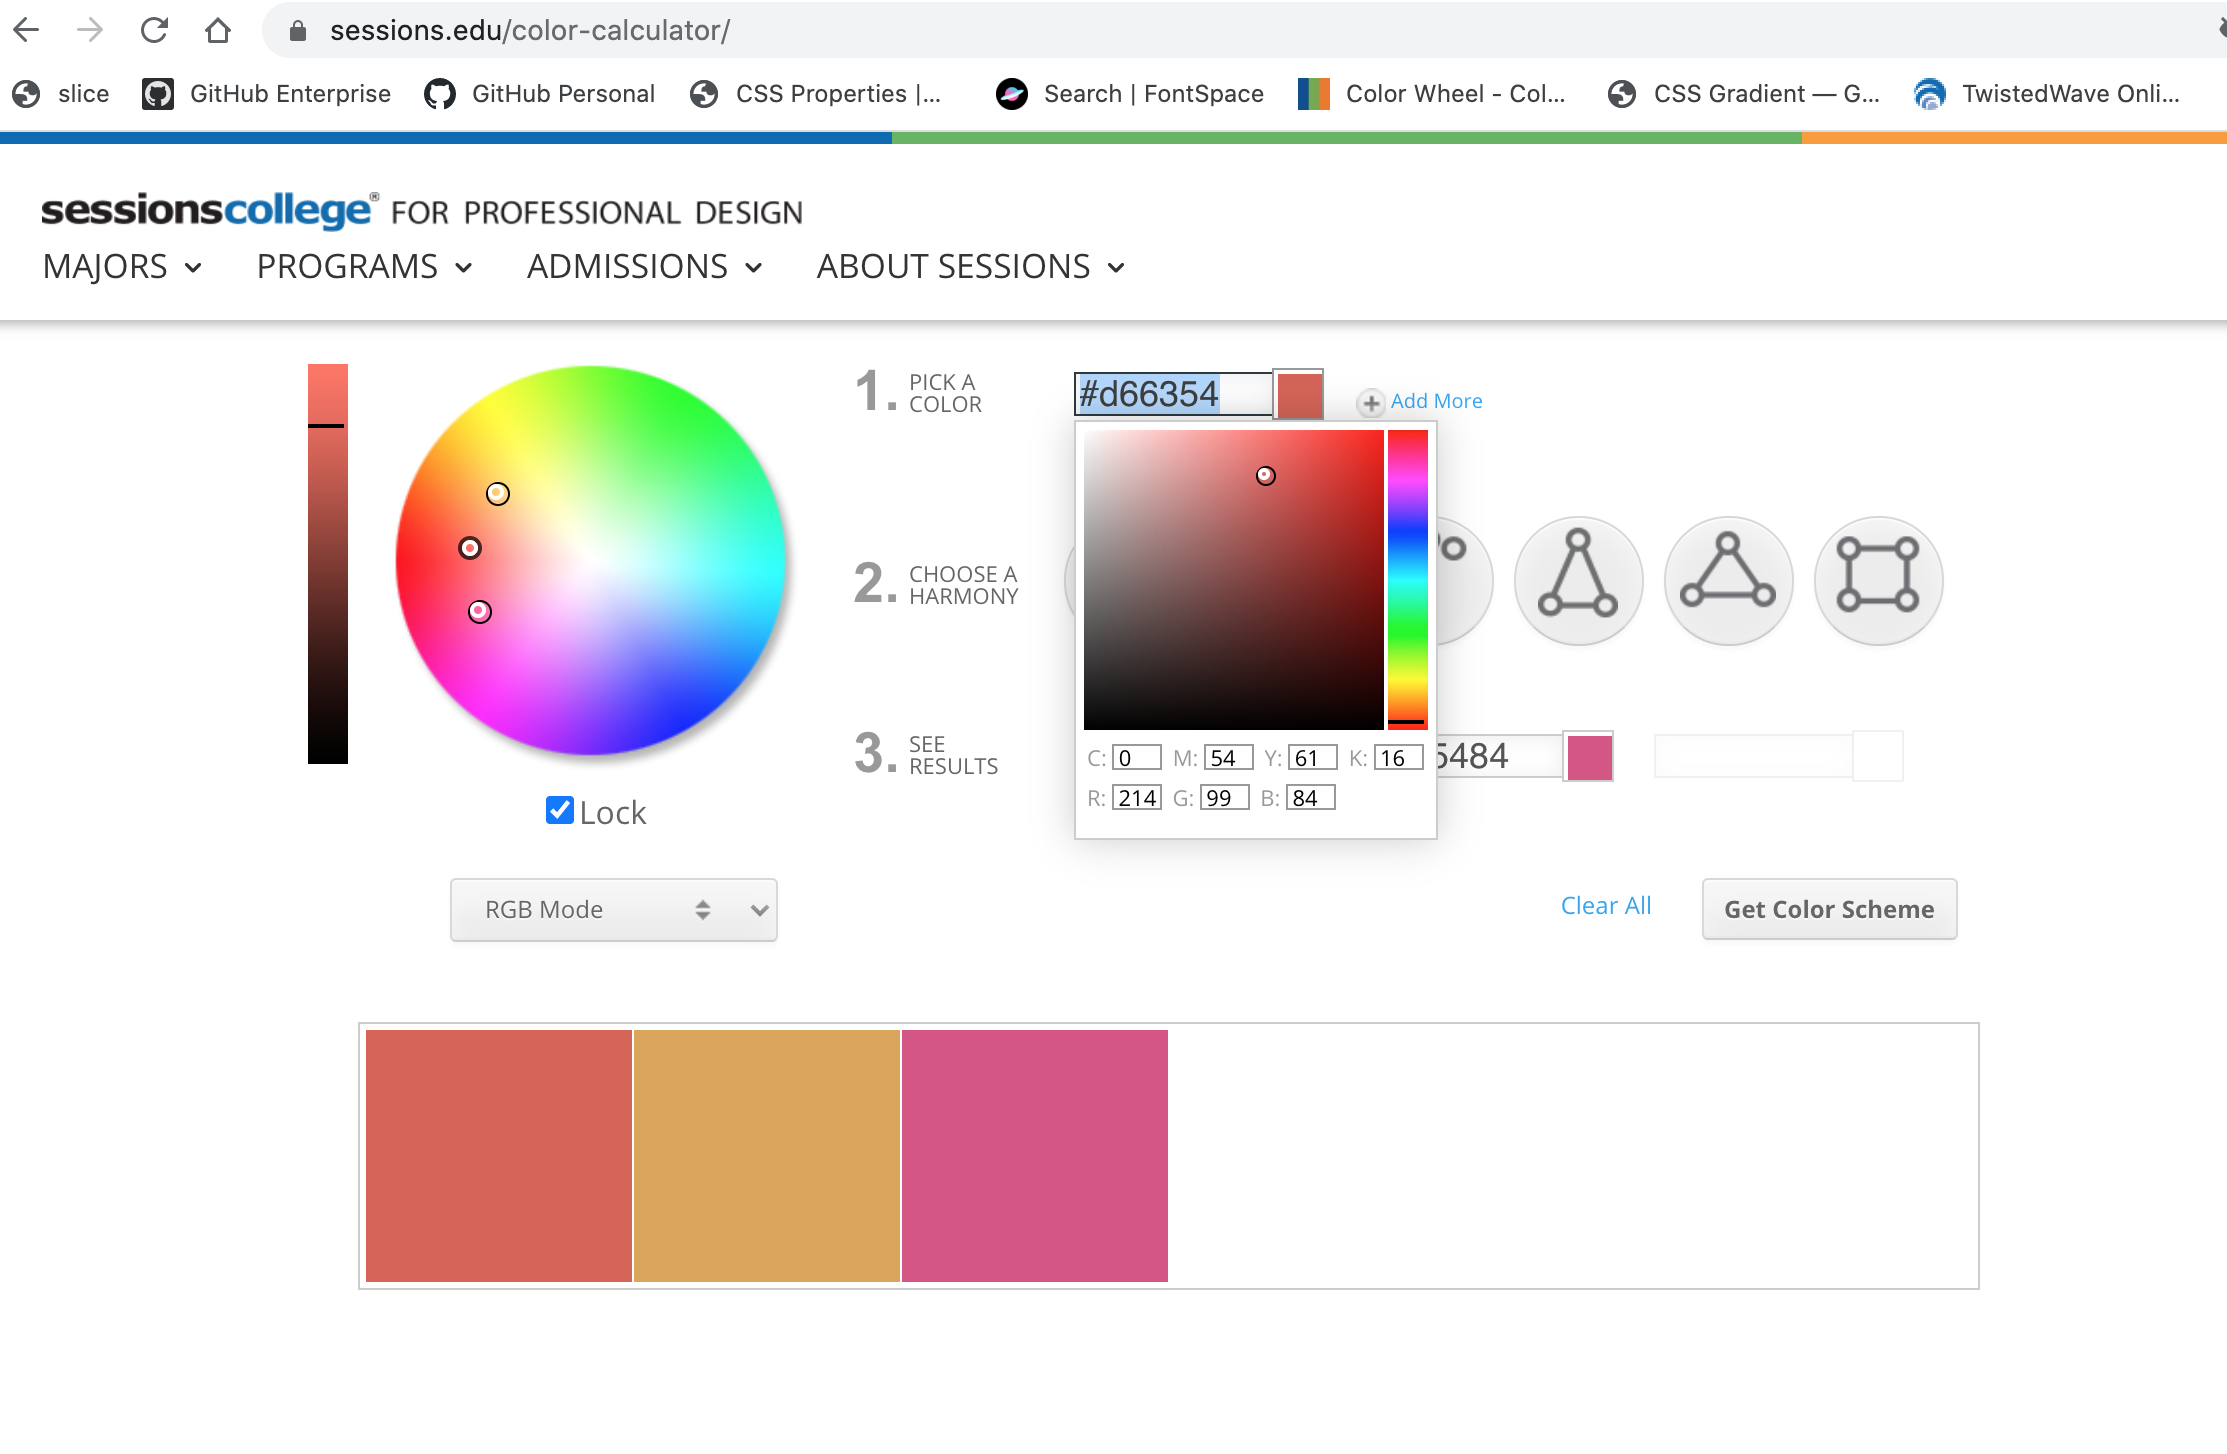 sessions.edu/color-calculator/
slice GitHub Enterprise GitHub Personal CSS Properties |... Search | FontSpace Color Wheel - Col... CSS Gradient — G... TwistedWave Onli...
sessionscollege® FOR PROFESSIONAL DESIGN
MAJORS PROGRAMS ADMISSIONS ABOUT SESSIONS
1. PICK A
COLOR
#d66354
Add More
2. CHOOSE A
HARMONY
3. SEE
RESULTS
5484
C: 0 M: 54 Y: 61 K: 16
R: 214 G: 99 B: 84
Lock
RGB Mode
Clear All
Get Color Scheme